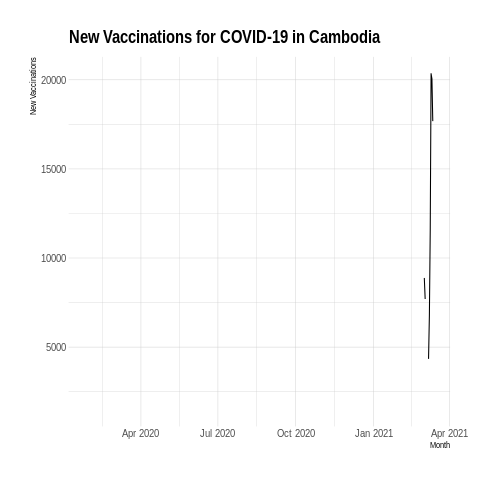 New Vaccinations for COVID-19 in Cambodia
New Vaccinations
20000
15000
10000
5000
Apr 2020 Jul 2020 Oct 2020 Jan 2021 Apr 2021
Month